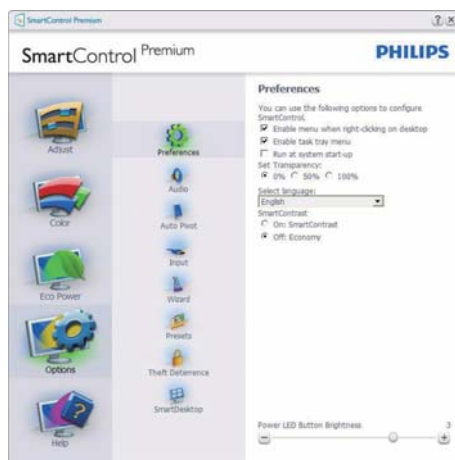 SmartControl Premium
SmartControl Premium
PHILIPS
Adjust
Color
Eco Power
Options
Help
Preferences
Audio
Auto Pivot
Input
Wizard
Presets
Theft Deterrence
SmartDesktop
Preferences
You can use the following options to configure
SmartControl.
Enable menu when right-clicking on desktop
Enable task tray menu
Run at system start-up
Set Transparency:
0% 50% 100%
Select language:
English
SmartContrast
On: SmartContrast
Off: Economy
Power LED Button Brightness 3